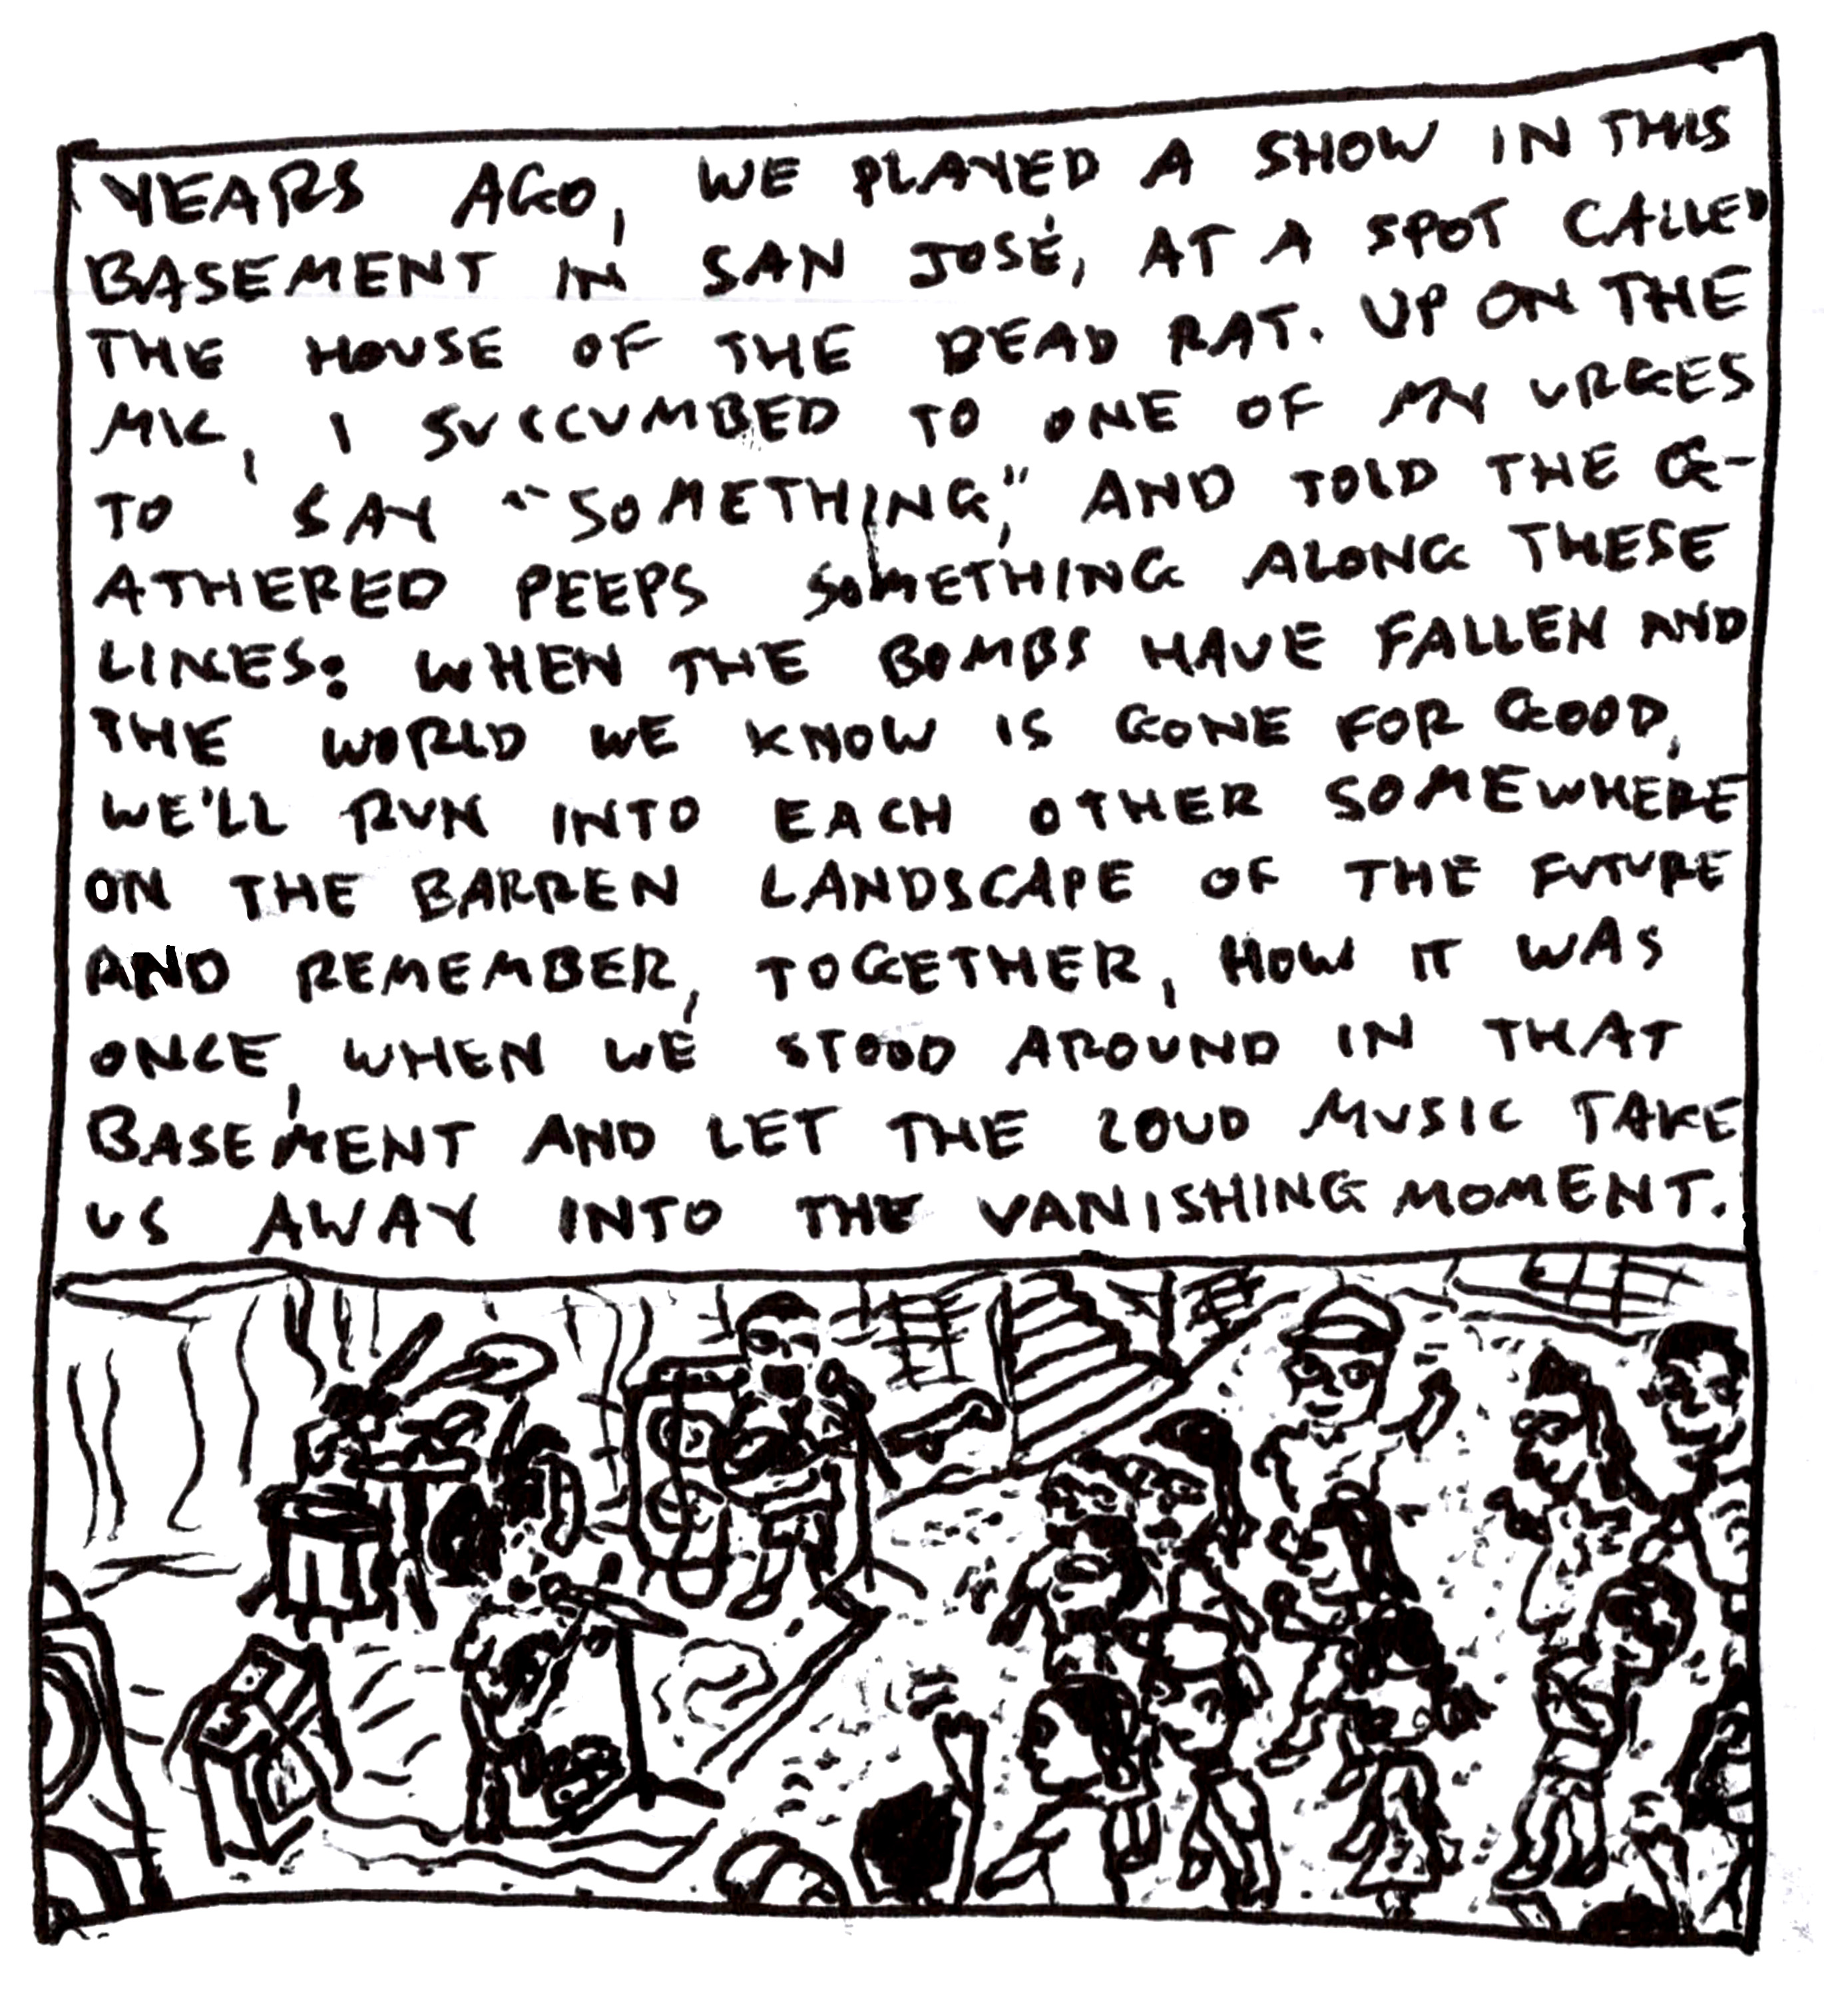 YEARS AGO, WE PLAYED A SHOW IN THIS
BASEMENT IN SAN JOSÉ, AT A SPOT CALLED
THE HOUSE OF THE DEAD RAT. UP ON THE
MIC, I SUCCUMBED TO ONE OF MY URGES
TO SAY "SOMETHING," AND TOLD THE G-
ATHERED PEEPS SOMETHING ALONG THESE
LINES: WHEN THE BOMBS HAVE FALLEN AND
THE WORLD WE KNOW IS GONE FOR GOOD,
WE'LL RUN INTO EACH OTHER SOMEWHERE
ON THE BARREN LANDSCAPE OF THE FUTURE
AND REMEMBER, TOGETHER, HOW IT WAS
ONCE, WHEN WE STOOD AROUND IN THAT
BASEMENT AND LET THE LOUD MUSIC TAKE
US AWAY INTO THE VANISHING MOMENT.